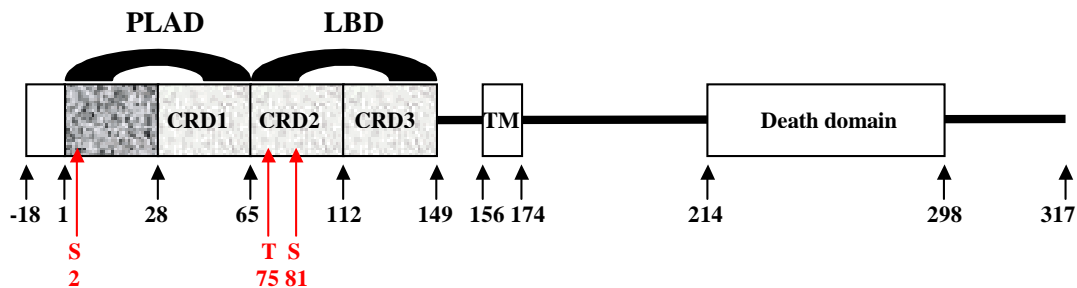 PLAD LBD
CRD1 CRD2 CRD3 TM Death domain
-18 1 28 65 112 149 156 174 214 298 317
S T S
2 75 81